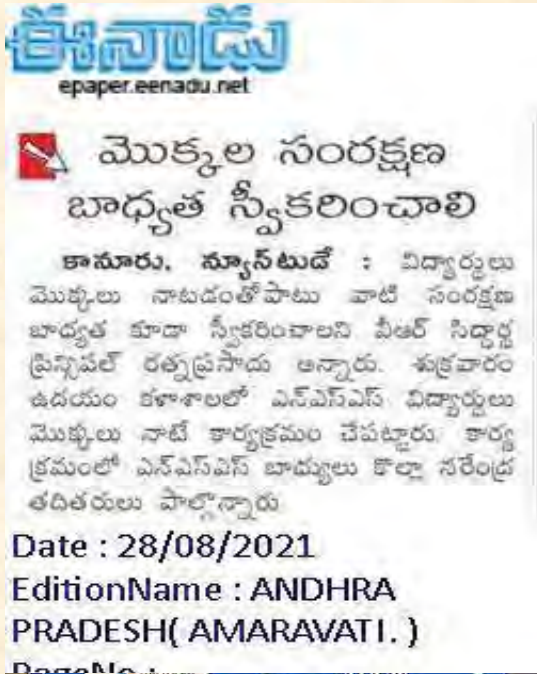 ఈనాడు
epaper.eenadu.net
మొక్కల సంరక్షణ
బాధ్యత స్వీకరించాలి
కానూరు, న్యూస్‌టుడే : విద్యార్థులు
మొక్కలు నాటడంతోపాటు వాటి సంరక్షణ
బాధ్యత కూడా స్వీకరించాలని వీఆర్ సిద్ధార్థ
ప్రిన్సిపల్ రత్నప్రసాదు అన్నారు. శుక్రవారం
ఉదయం కళాశాలలో ఎన్ఎస్ఎస్ విద్యార్థులు
మొక్కలు నాటే కార్యక్రమం చేపట్టారు. కార్య
క్రమంలో ఎన్ఎస్ఎస్ బాధ్యులు కొల్లా నరేంద్ర
తదితరులు పాల్గొన్నారు
Date : 28/08/2021
EditionName : ANDHRA
PRADESH( AMARAVATI. )
PageNo :